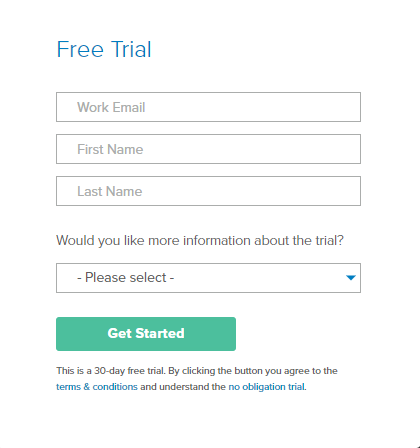 Free Trial
Work Email
First Name
Last Name
Would you like more information about the trial?
- Please select -
Get Started
This is a 30-day free trial. By clicking the button you agree to the
terms & conditions and understand the no obligation trial.